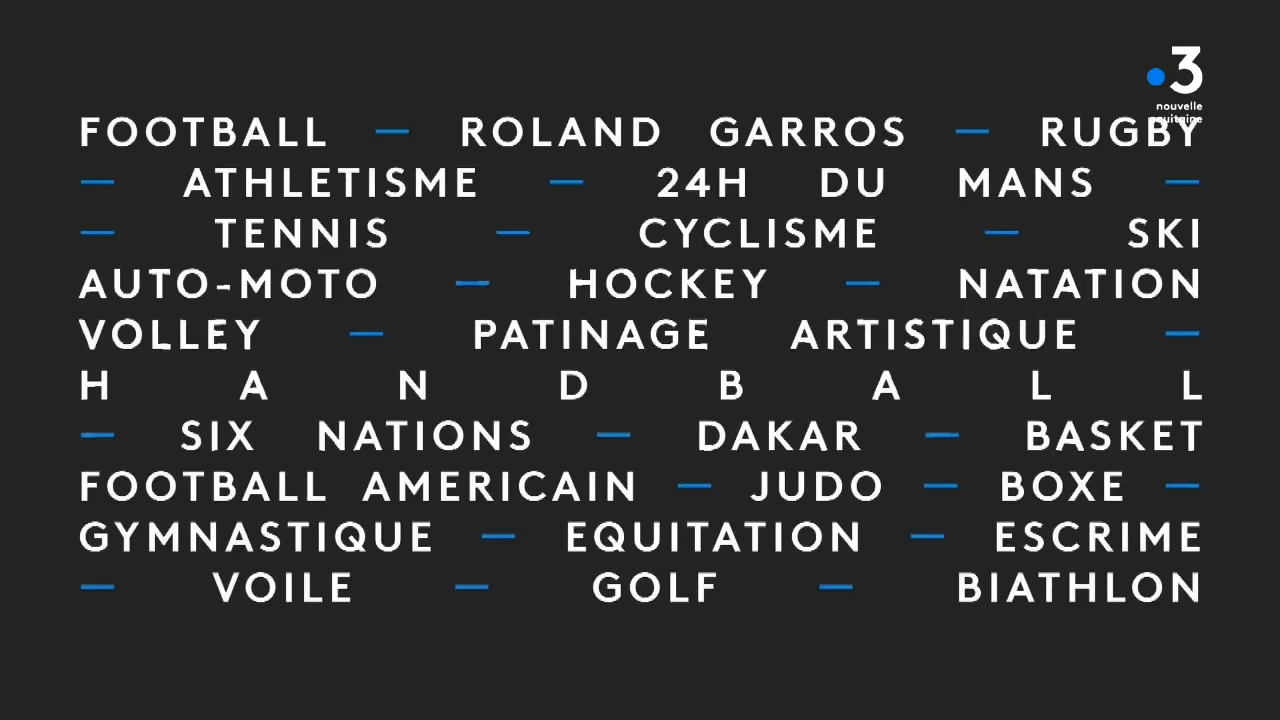 3
nouvelle
aquitaine
FOOTBALL — ROLAND GARROS — RUGBY
— ATHLETISME — 24H DU MANS —
— TENNIS — CYCLISME — SKI
AUTO-MOTO — HOCKEY — NATATION
VOLLEY — PATINAGE ARTISTIQUE —
H A N D B A L L
— SIX NATIONS — DAKAR — BASKET
FOOTBALL AMERICAIN — JUDO — BOXE —
GYMNASTIQUE — EQUITATION — ESCRIME
— VOILE — GOLF — BIATHLON